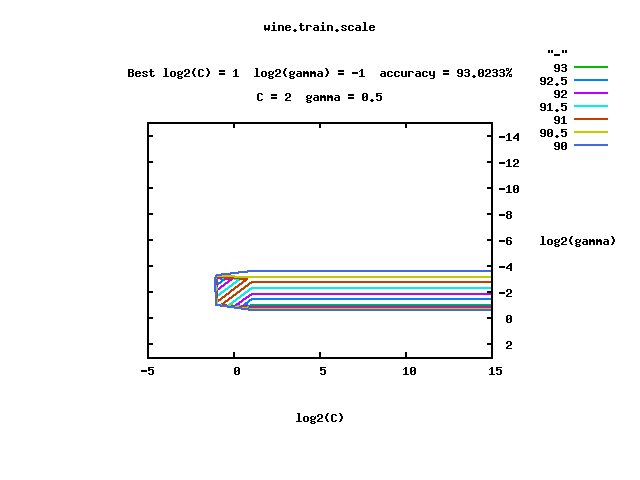 wine.train.scale
Best log2(C) = 1  log2(gamma) = -1  accuracy = 93.0233%
C = 2  gamma = 0.5
"-"
93
92.5
92
91.5
91
90.5
90
-14
-12
-10
-8
-6
-4
-2
0
2
log2(gamma)
-5 0 5 10 15
log2(C)